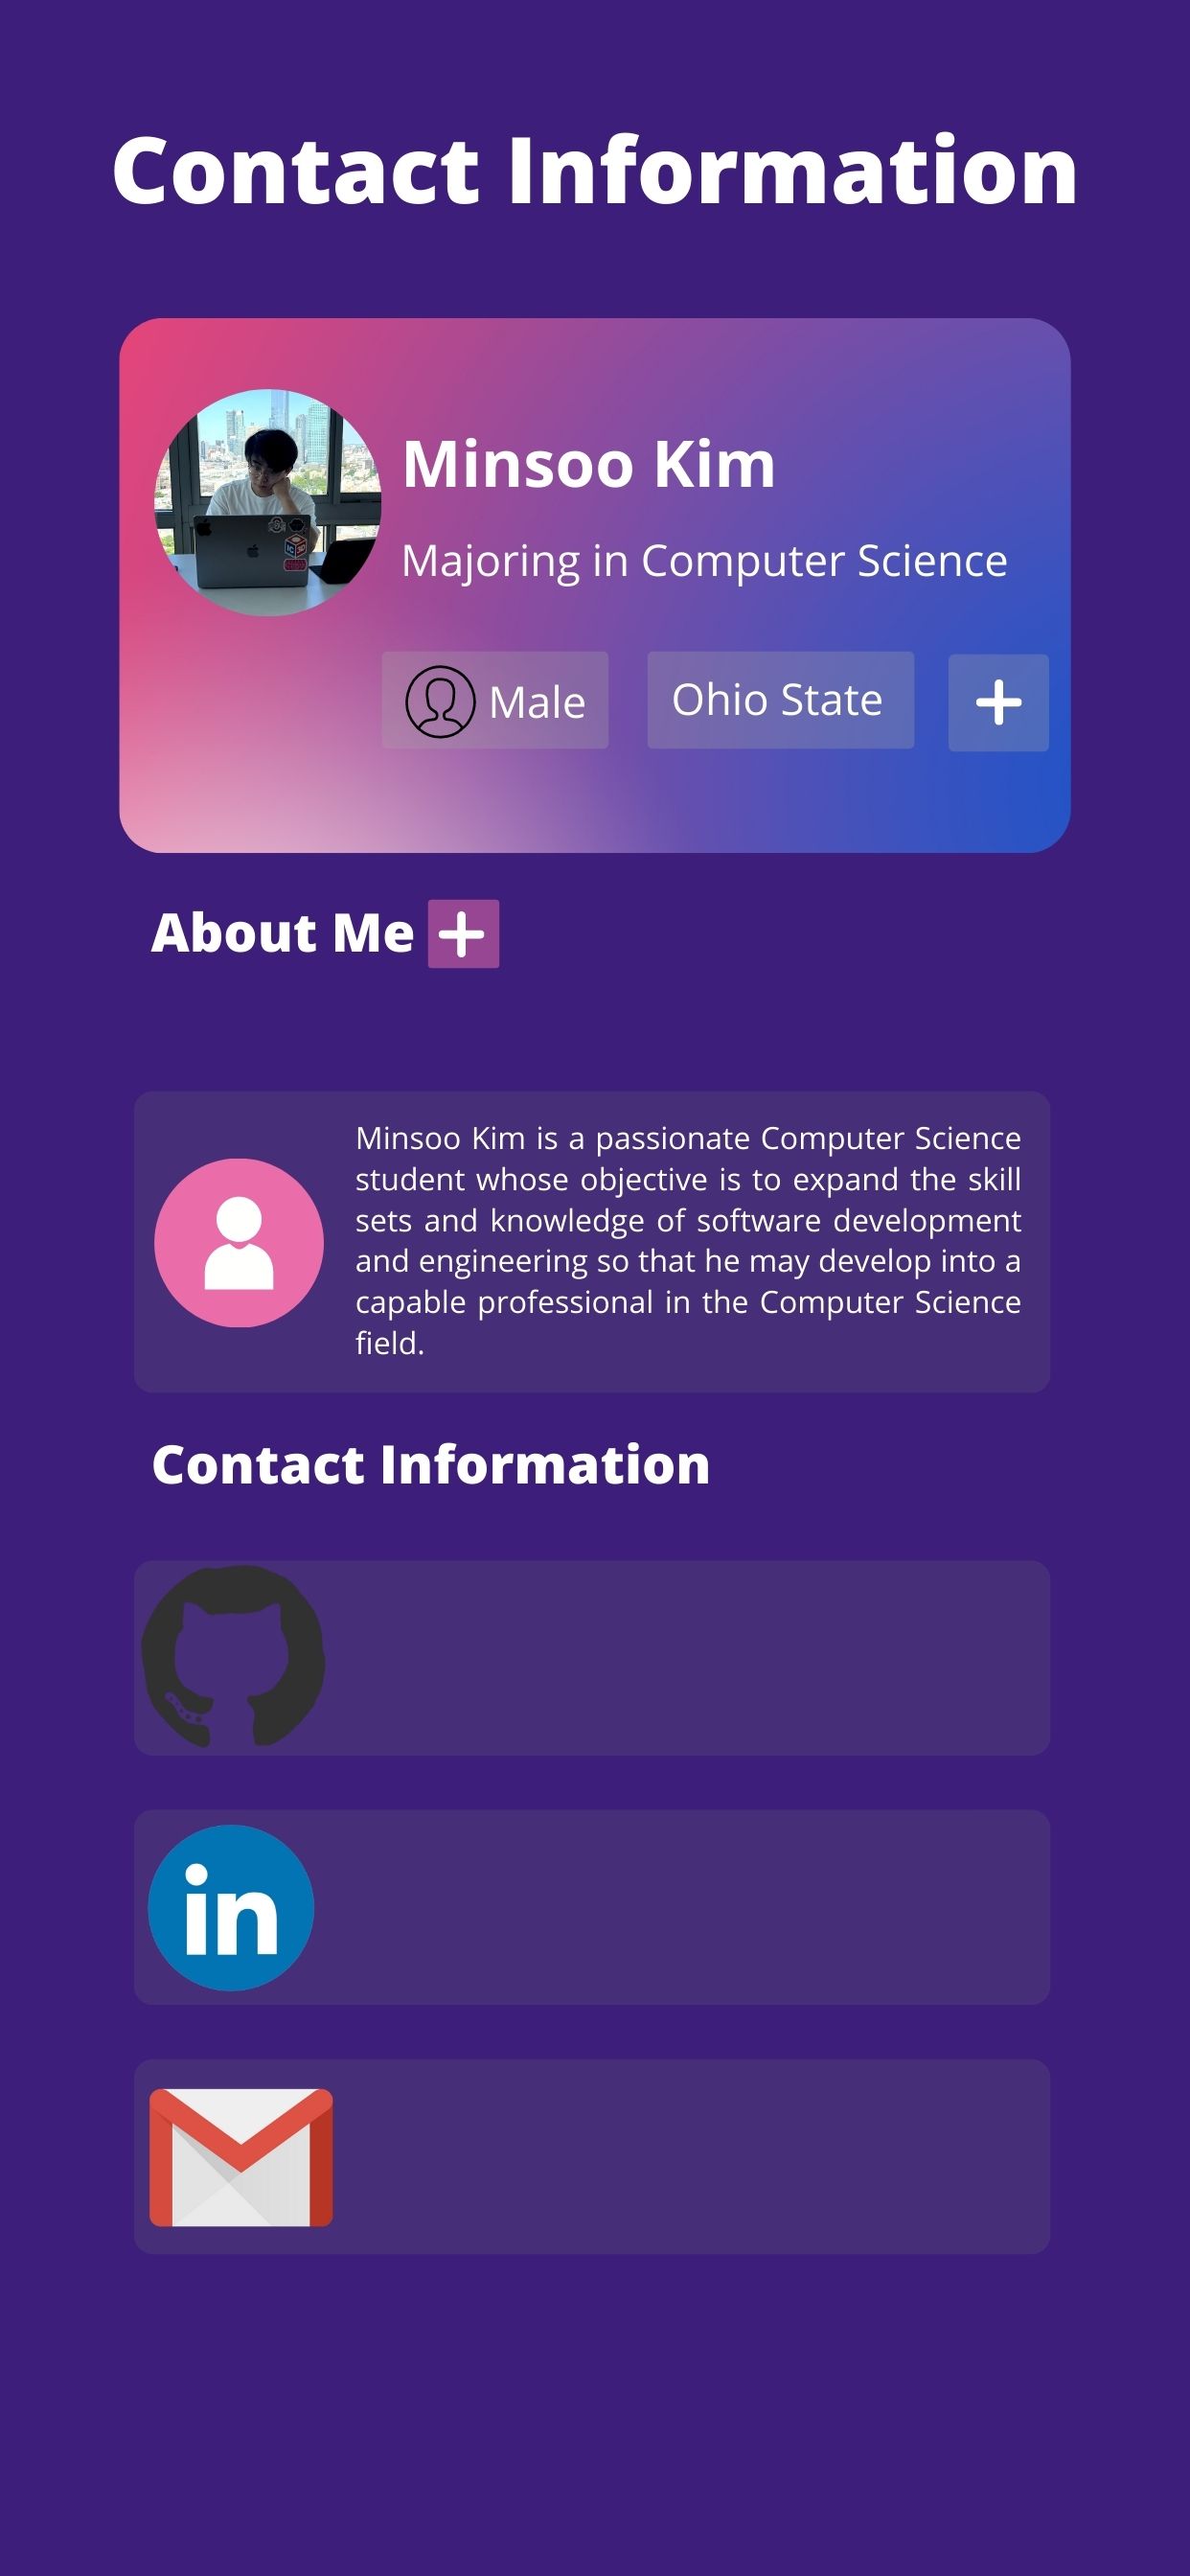 Contact Information
Minsoo Kim
Majoring in Computer Science
Male
Ohio State
About Me
Minsoo Kim is a passionate Computer Science
student whose objective is to expand the skill
sets and knowledge of software development
and engineering so that he may develop into a
capable professional in the Computer Science
field.
Contact Information
in